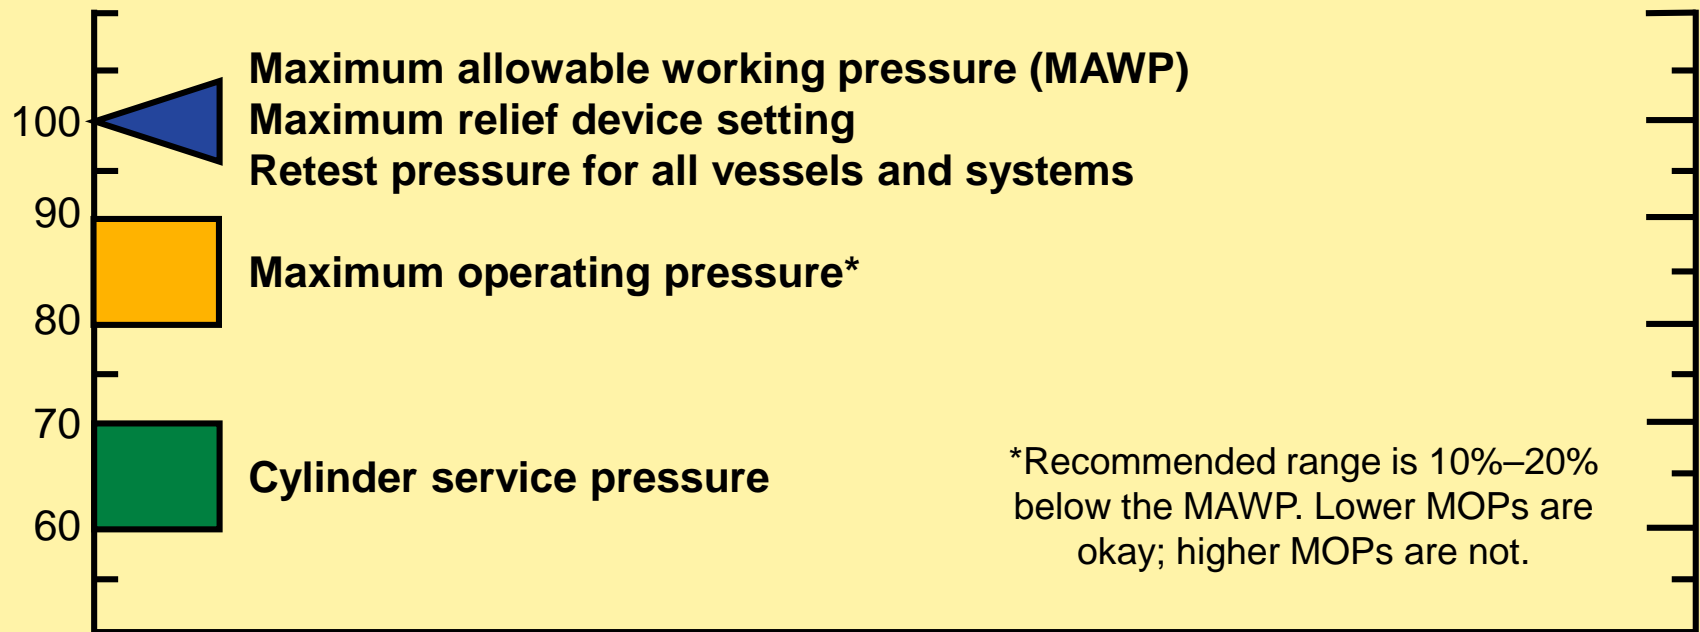 Maximum allowable working pressure (MAWP)
100 Maximum relief device setting
Retest pressure for all vessels and systems
90
Maximum operating pressure*
80
70
Cylinder service pressure
*Recommended range is 10%–20%
below the MAWP. Lower MOPs are
okay; higher MOPs are not.
60